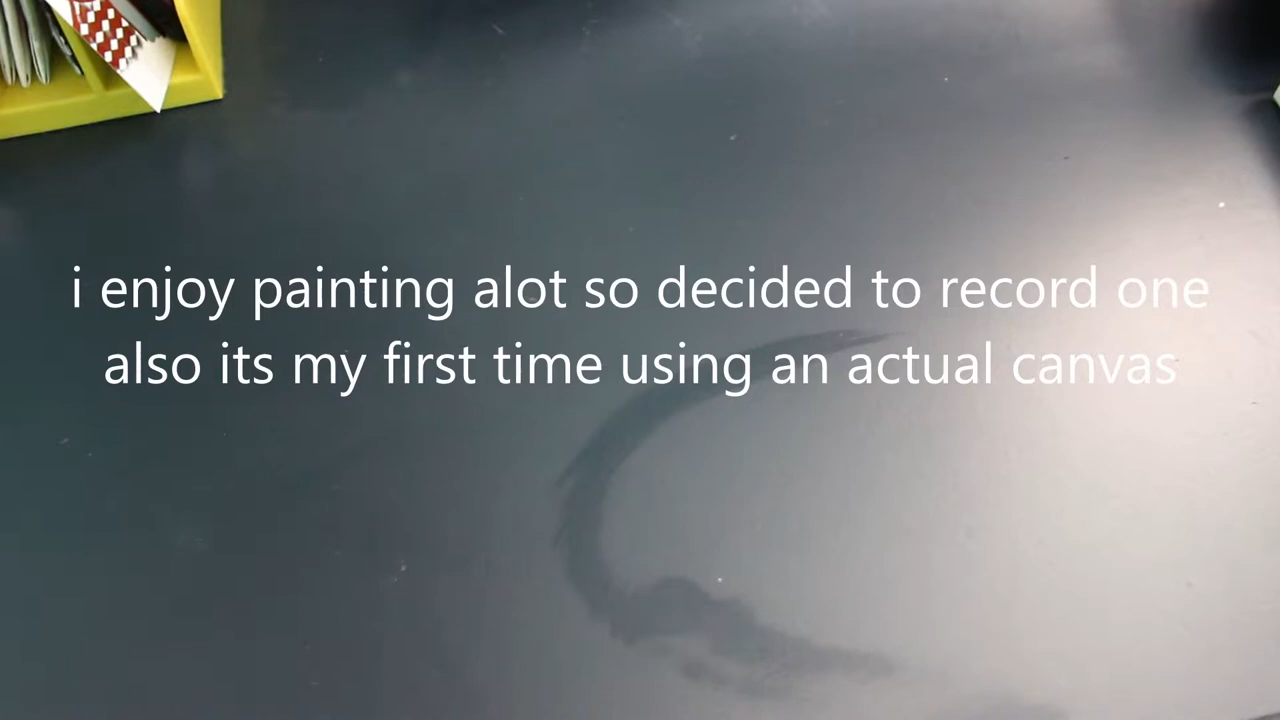 i enjoy painting alot so decided to record one
also its my first time using an actual canvas